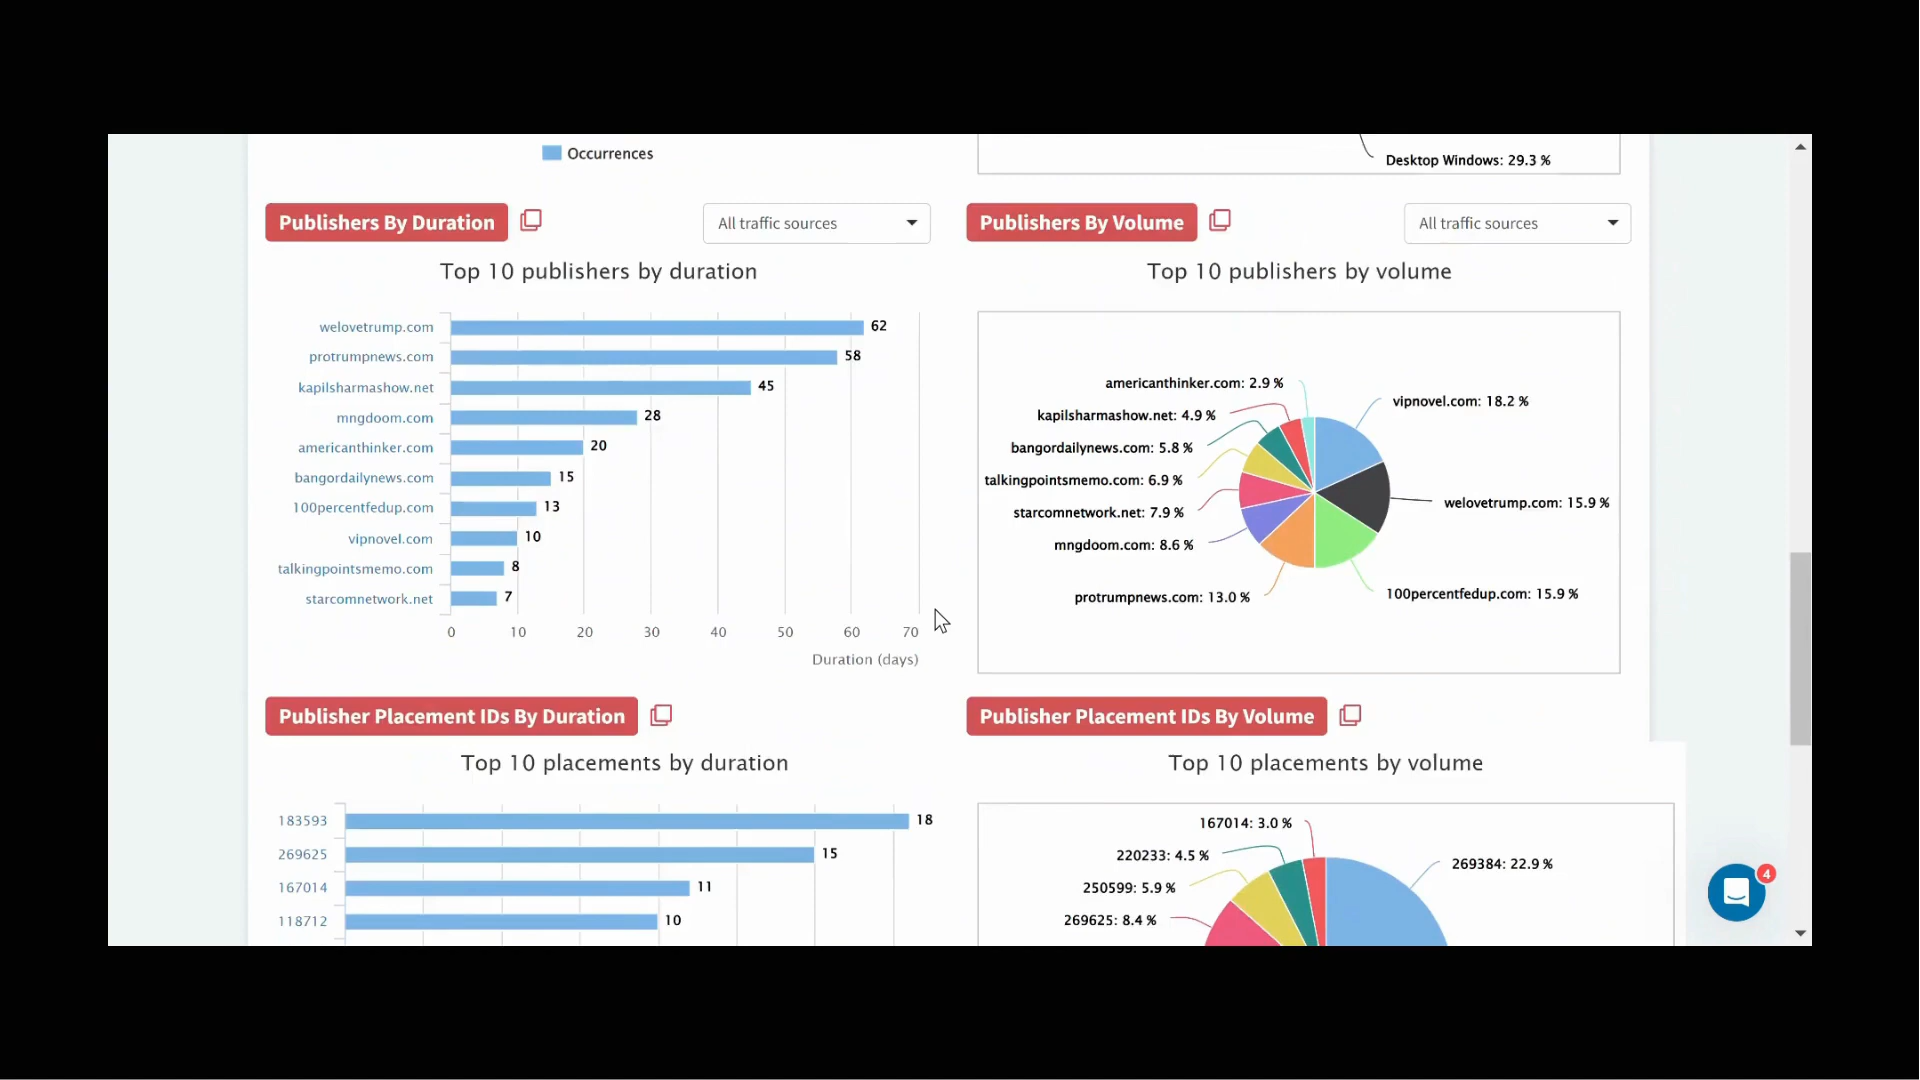 Occurrences
Desktop Windows: 29.3 %
Publishers By Duration
All traffic sources
Top 10 publishers by duration
welovetrump.com 62
protrumpnews.com 58
kapilsharmashow.net 45
mngdoom.com 28
americanthinker.com 20
bangordailynews.com 15
100percentfedup.com 13
vipnovel.com 10
talkingpointsmemo.com 8
starcomnetwork.net 7
0 10 20 30 40 50 60 70
Duration (days)
Publishers By Volume
All traffic sources
Top 10 publishers by volume
americanthinker.com: 2.9 %
kapilsharmashow.net: 4.9 %
bangordailynews.com: 5.8 %
talkingpointsmemo.com: 6.9 %
starcomnetwork.net: 7.9 %
mngdoom.com: 8.6 %
protrumpnews.com: 13.0 %
vipnovel.com: 18.2 %
welovetrump.com: 15.9 %
100percentfedup.com: 15.9 %
Publisher Placement IDs By Duration
Top 10 placements by duration
183593 18
269625 15
167014 11
118712 10
Publisher Placement IDs By Volume
Top 10 placements by volume
167014: 3.0 %
220233: 4.5 %
250599: 5.9 %
269625: 8.4 %
269384: 22.9 %
4